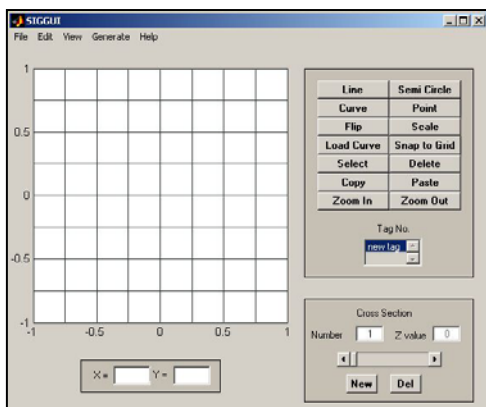 SIGGUI
File Edit View Generate Help
1
0.5
0
-0.5
-1
-1 -0.5 0 0.5 1
X = Y =
Line Semi Circle
Curve Point
Flip Scale
Load Curve Snap to Grid
Select Delete
Copy Paste
Zoom In Zoom Out
Tag No.
new tag
Cross Section
Number 1 Z value 0
New Del